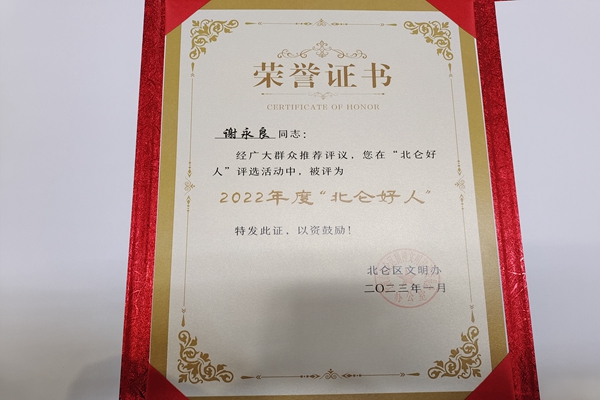 荣誉证书
CERTIFICATE OF HONOR
谢永良同志：
经广大群众推荐评议，您在“北仑好
人”评选活动中，被评为
2022年度“北仑好人”
特发此证，以资鼓励！
北仑区文明办
二〇二三年一月
办公室